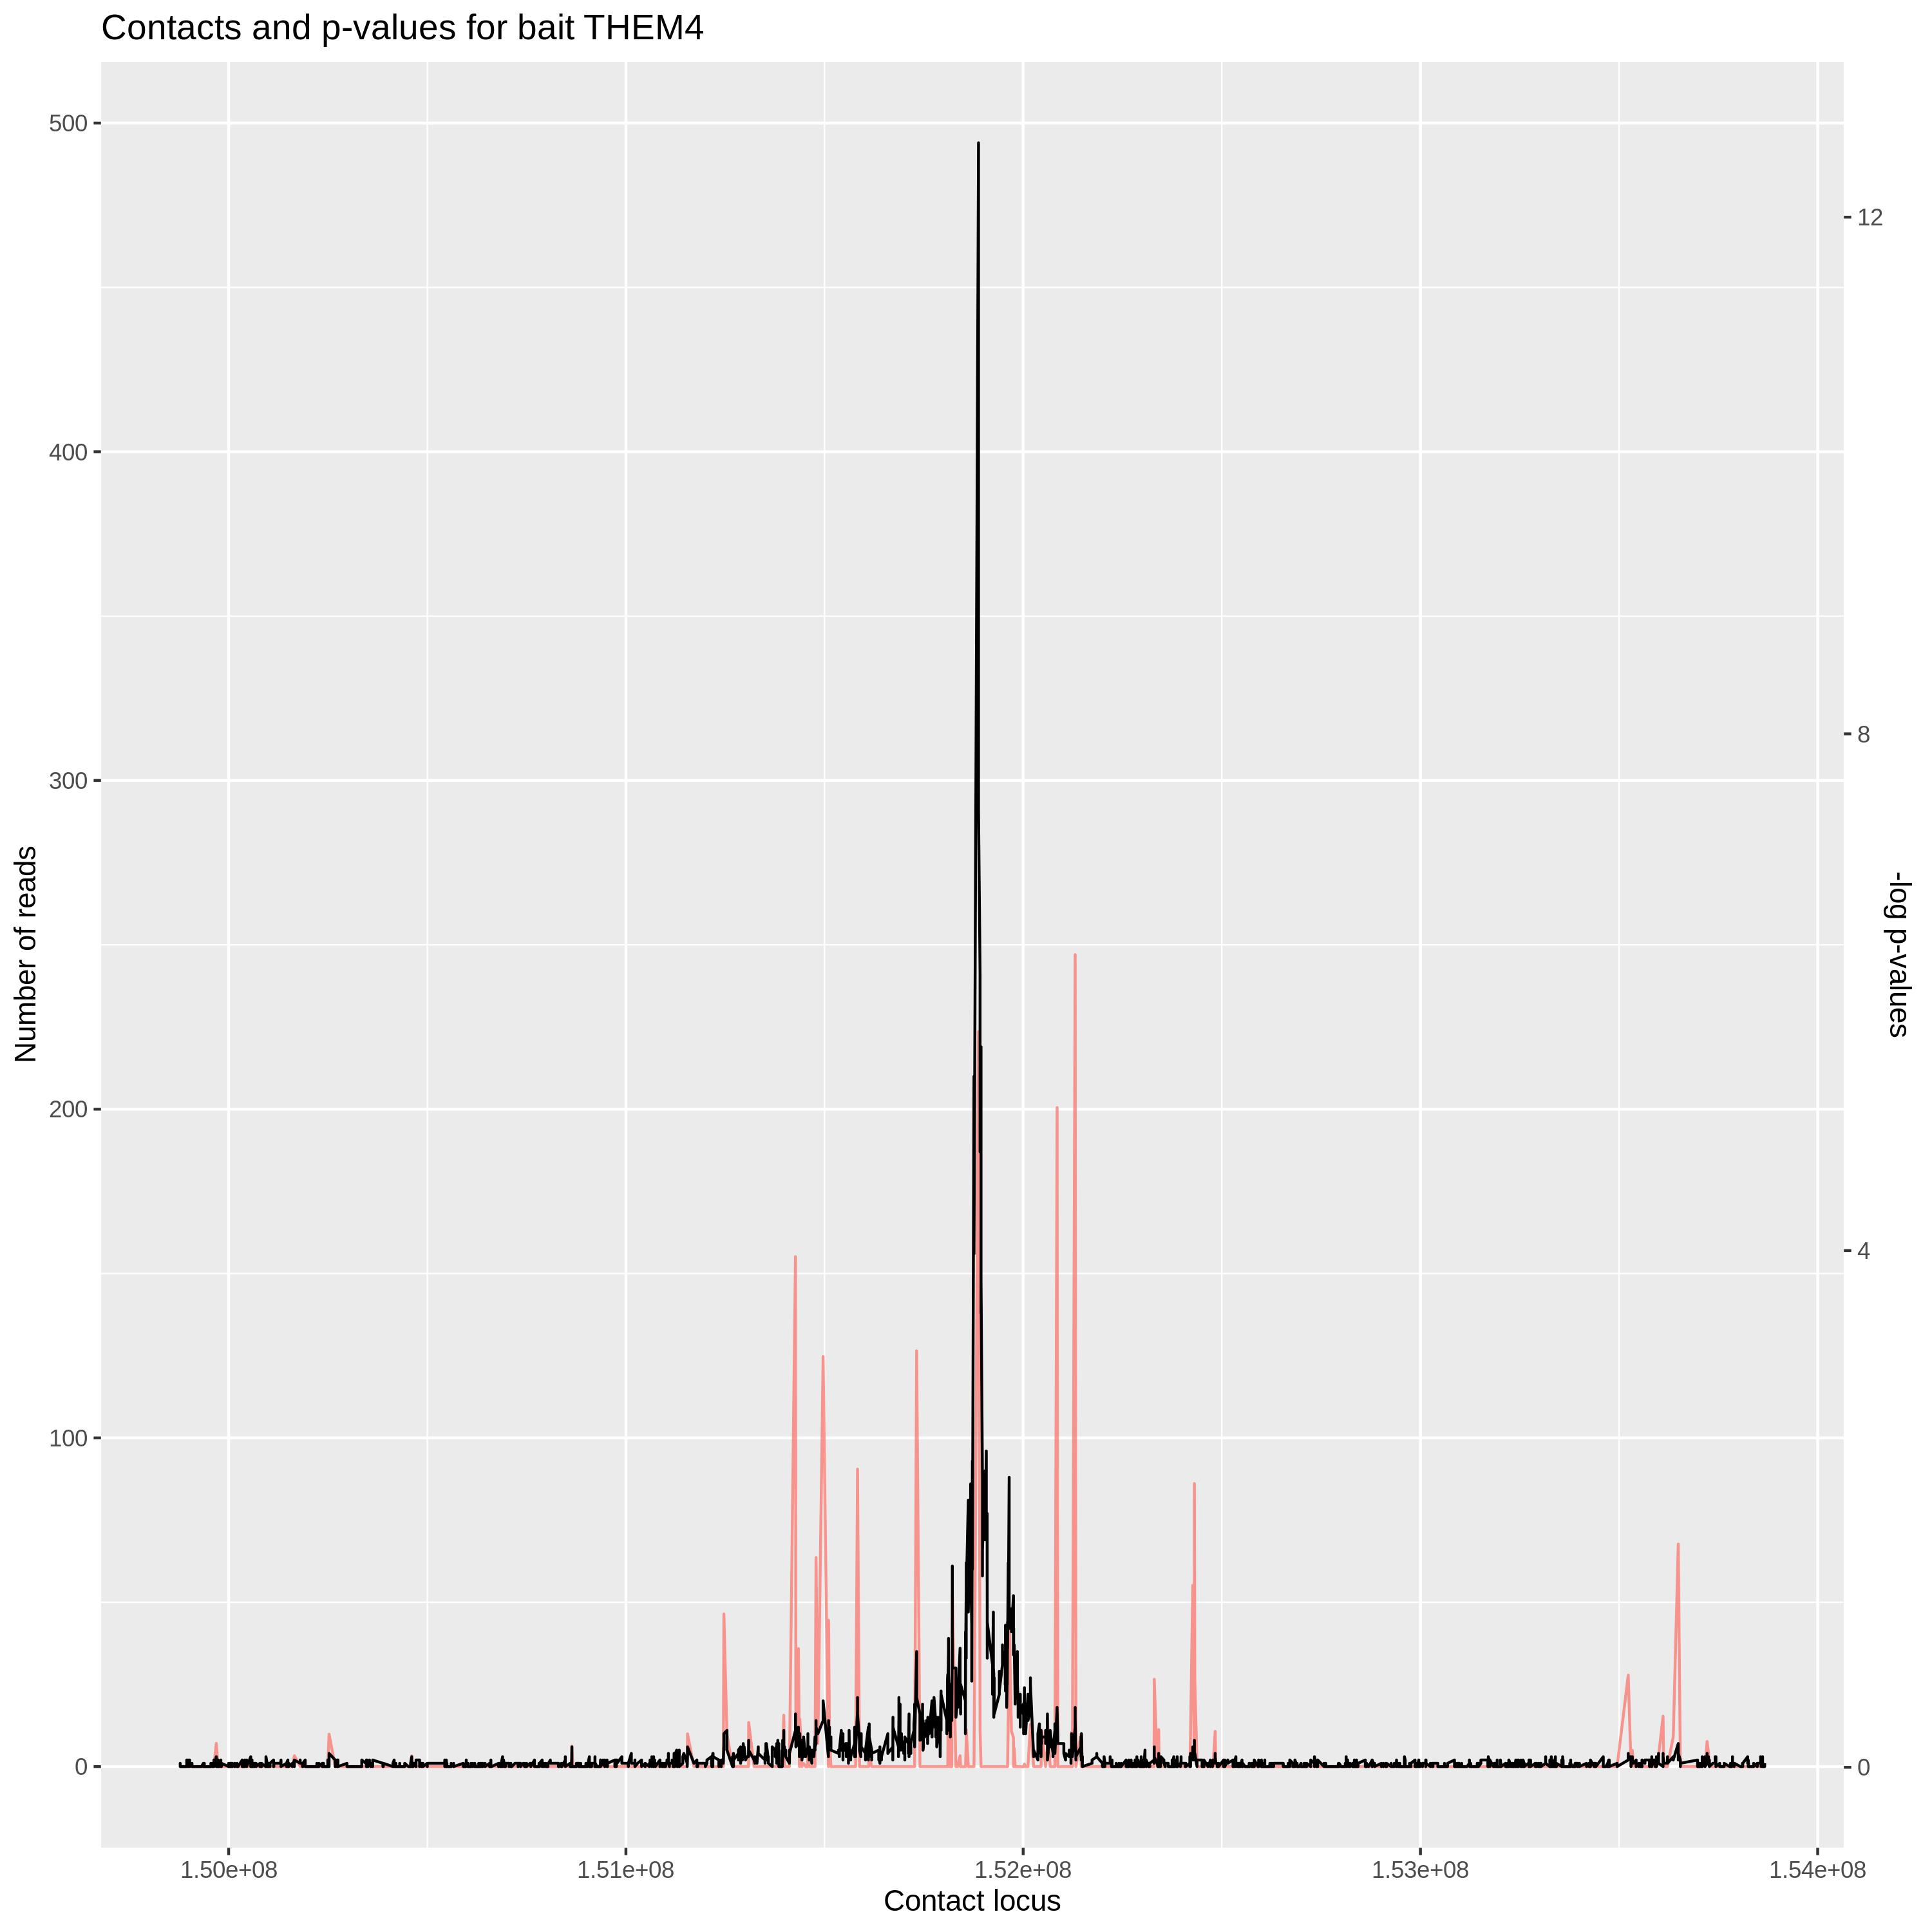 Contacts and p-values for bait THEM4
500
400
300
200
100
0
Number of reads
12
8
4
0
-log p-values
1.50e+08
1.51e+08
1.52e+08
1.53e+08
1.54e+08
Contact locus